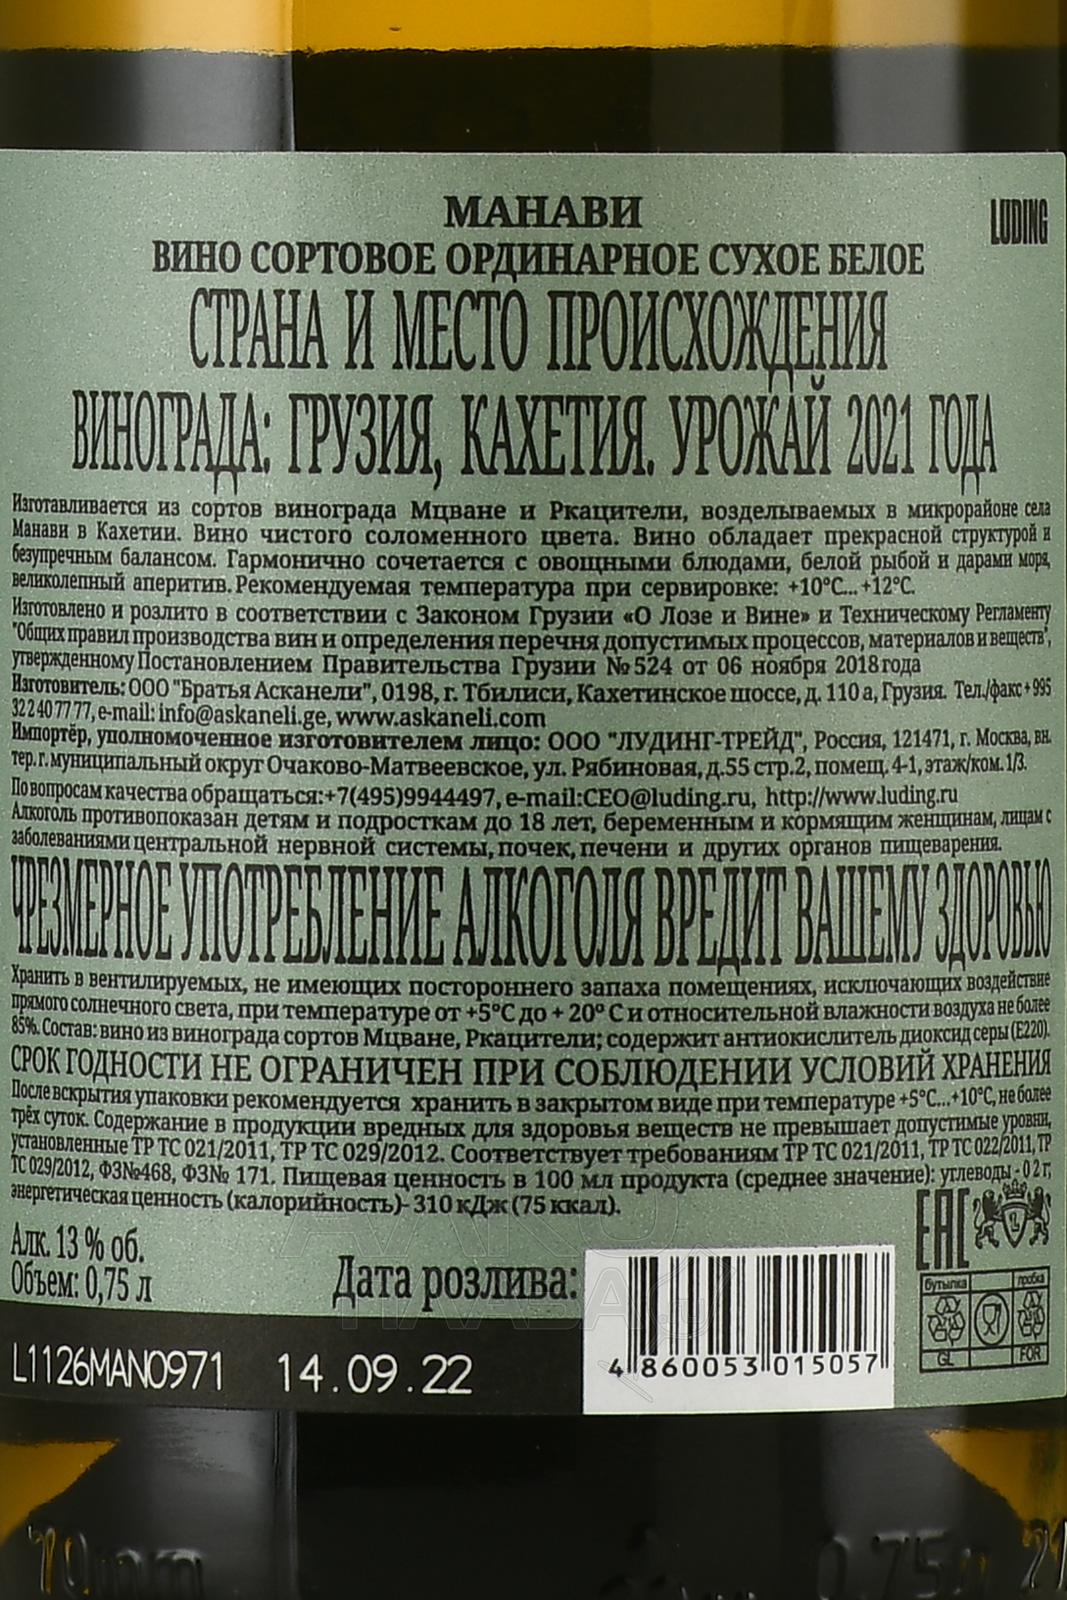 МАНАВИ
LUDING
ВИНО СОРТОВОЕ ОРДИНАРНОЕ СУХОЕ БЕЛОЕ
СТРАНА И МЕСТО ПРОИСХОЖДЕНИЯ
ВИНОГРАДА: ГРУЗИЯ, КАХЕТИЯ. УРОЖАЙ 2021 ГОДА
Изготавливается из сортов винограда Мцване и Ркацители, возделываемых в микрорайоне села
Манави в Кахетии. Вино чистого соломенного цвета. Вино обладает прекрасной структурой и
безупречным балансом. Гармонично сочетается с овощными блюдами, белой рыбой и дарами моря,
великолепный аперитив. Рекомендуемая температура при сервировке: +10°С...+12°С.
Изготовлено и розлито в соответствии с Законом Грузии «О Лозе и Вине» и Техническому Регламенту
"Общих правил производства вин и определения перечня допустимых процессов, материалов и веществ",
утвержденному Постановлением Правительства Грузии №524 от 06 ноября 2018 года
Изготовитель: ООО "Братья Асканели", 0198, г. Тбилиси, Кахетинское шоссе, д. 110 а, Грузия. Тел./факс +995
32 2 40 77 77, e-mail: info@askaneli.ge, www.askaneli.com
Импортёр, уполномоченное изготовителем лицо: ООО "ЛУДИНГ-ТРЕЙД", Россия, 121471, г. Москва, вн.
тер. г. муниципальный округ Очаково-Матвеевское, ул. Рябиновая, д.55 стр.2, помещ. 4-1, этаж/ком. 1/3.
По вопросам качества обращаться:+7(495)9944497, e-mail:CEO@luding.ru, http://www.luding.ru
Алкоголь противопоказан детям и подросткам до 18 лет, беременным и кормящим женщинам, лицам с
заболеваниями центральной нервной системы, почек, печени и других органов пищеварения.
ЧРЕЗМЕРНОЕ УПОТРЕБЛЕНИЕ АЛКОГОЛЯ ВРЕДИТ ВАШЕМУ ЗДОРОВЬЮ
Хранить в вентилируемых, не имеющих постороннего запаха помещениях, исключающих воздействие
прямого солнечного света, при температуре от +5°С до + 20° С и относительной влажности воздуха не более
85%. Состав: вино из винограда сортов Мцване, Ркацители; содержит антиокислитель диоксид серы (Е220).
СРОК ГОДНОСТИ НЕ ОГРАНИЧЕН ПРИ СОБЛЮДЕНИИ УСЛОВИЙ ХРАНЕНИЯ
После вскрытия упаковки рекомендуется хранить в закрытом виде при температуре +5°С...+10°С, не более
трёх суток. Содержание в продукции вредных для здоровья веществ не превышает допустимые уровни,
установленные ТР ТС 021/2011, ТР ТС 029/2012. Соответствует требованиям ТР ТС 021/2011, ТР ТС 022/2011, ТР
ТС 029/2012, ФЗ№468, ФЗ№ 171. Пищевая ценность в 100 мл продукта (среднее значение): углеводы - 0 2 г,
энергетическая ценность (калорийность)- 310 кДж (75 ккал).
EAC
Алк. 13 % об.
Объем: 0,75 л
Дата розлива:
бутылка
пробка
GL
FOR
L1126MAN0971 14.09.22
4 860053 015057
70mm
0.75л 21